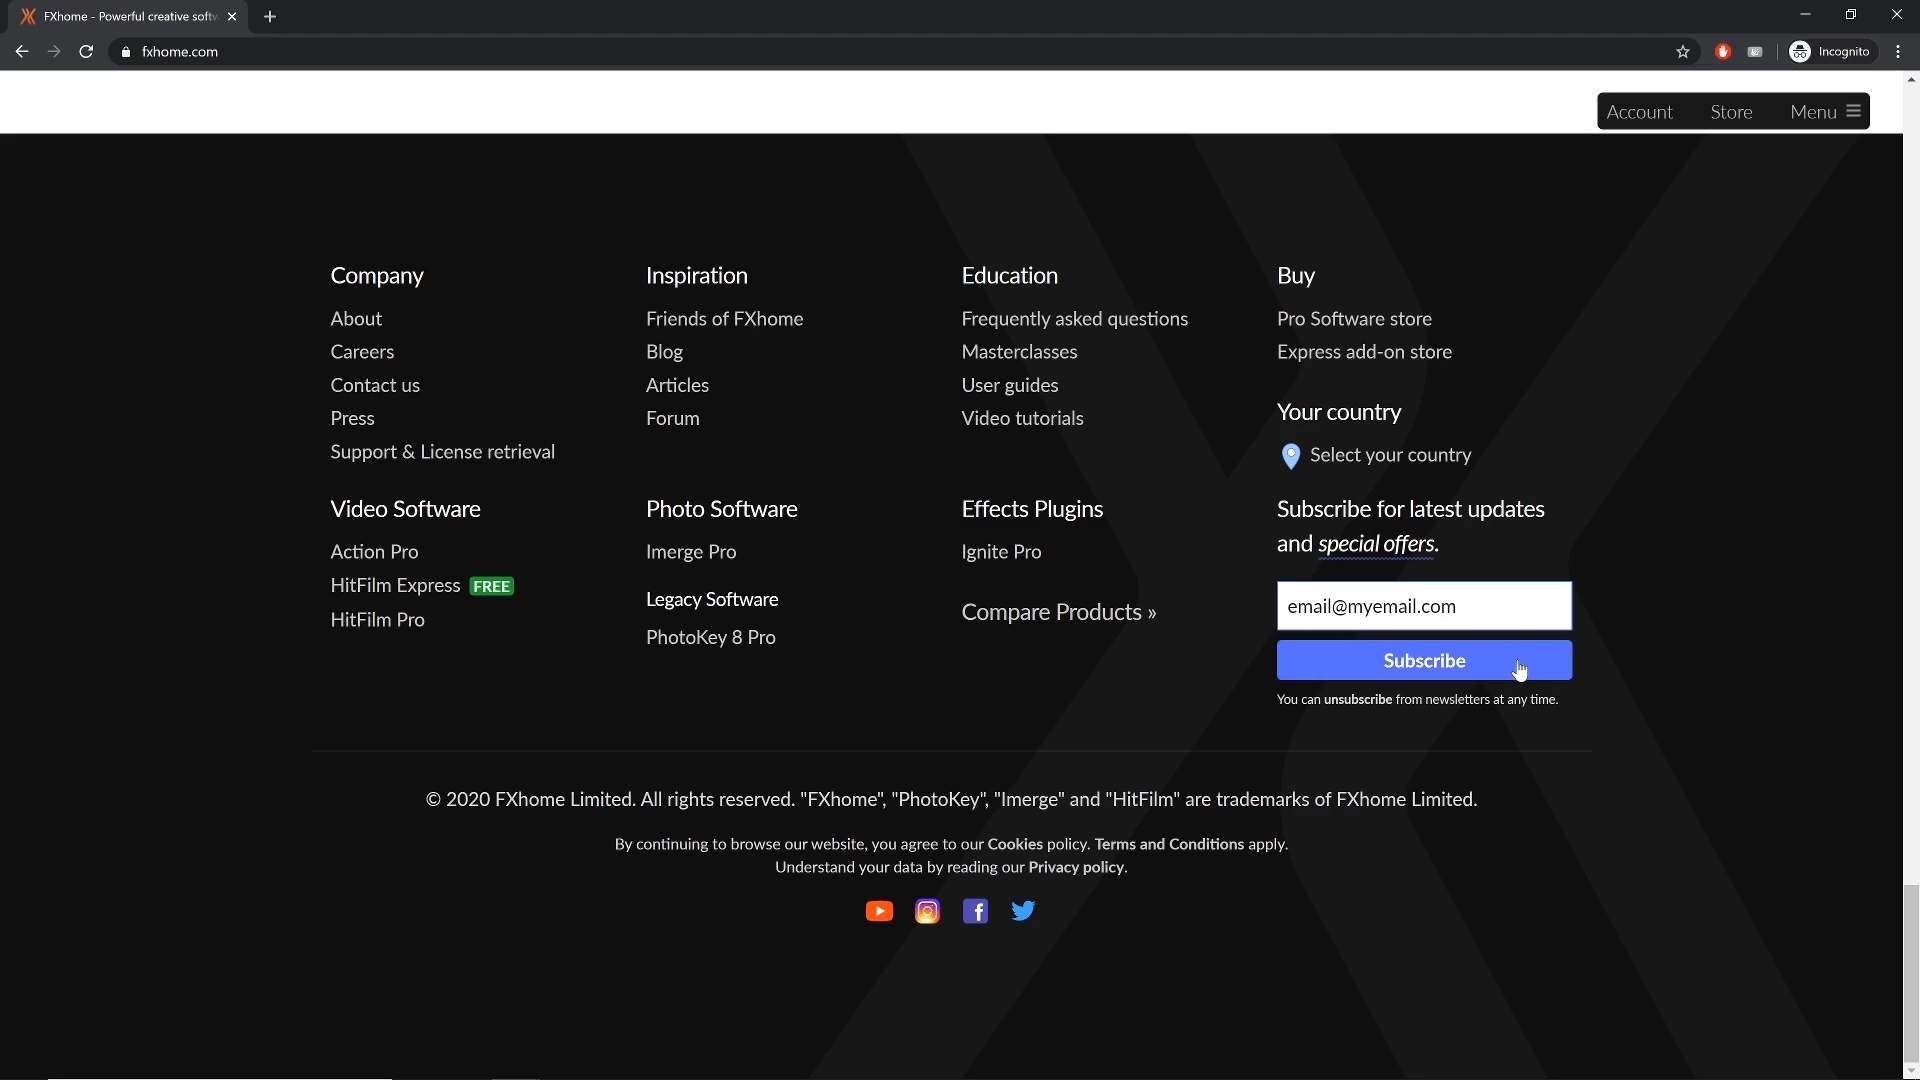 FXhome - Powerful creative softw
fxhome.com
Incognito
Account Store Menu
Company
About
Careers
Contact us
Press
Support & License retrieval
Inspiration
Friends of FXhome
Blog
Articles
Forum
Education
Frequently asked questions
Masterclasses
User guides
Video tutorials
Buy
Pro Software store
Express add-on store
Your country
Select your country
Video Software
Action Pro
HitFilm Express FREE
HitFilm Pro
Photo Software
Imerge Pro
Legacy Software
PhotoKey 8 Pro
Effects Plugins
Ignite Pro
Compare Products »
Subscribe for latest updates
and special offers.
email@myemail.com
Subscribe
You can unsubscribe from newsletters at any time.
© 2020 FXhome Limited. All rights reserved. "FXhome", "PhotoKey", "Imerge" and "HitFilm" are trademarks of FXhome Limited.
By continuing to browse our website, you agree to our Cookies policy. Terms and Conditions apply.
Understand your data by reading our Privacy policy.